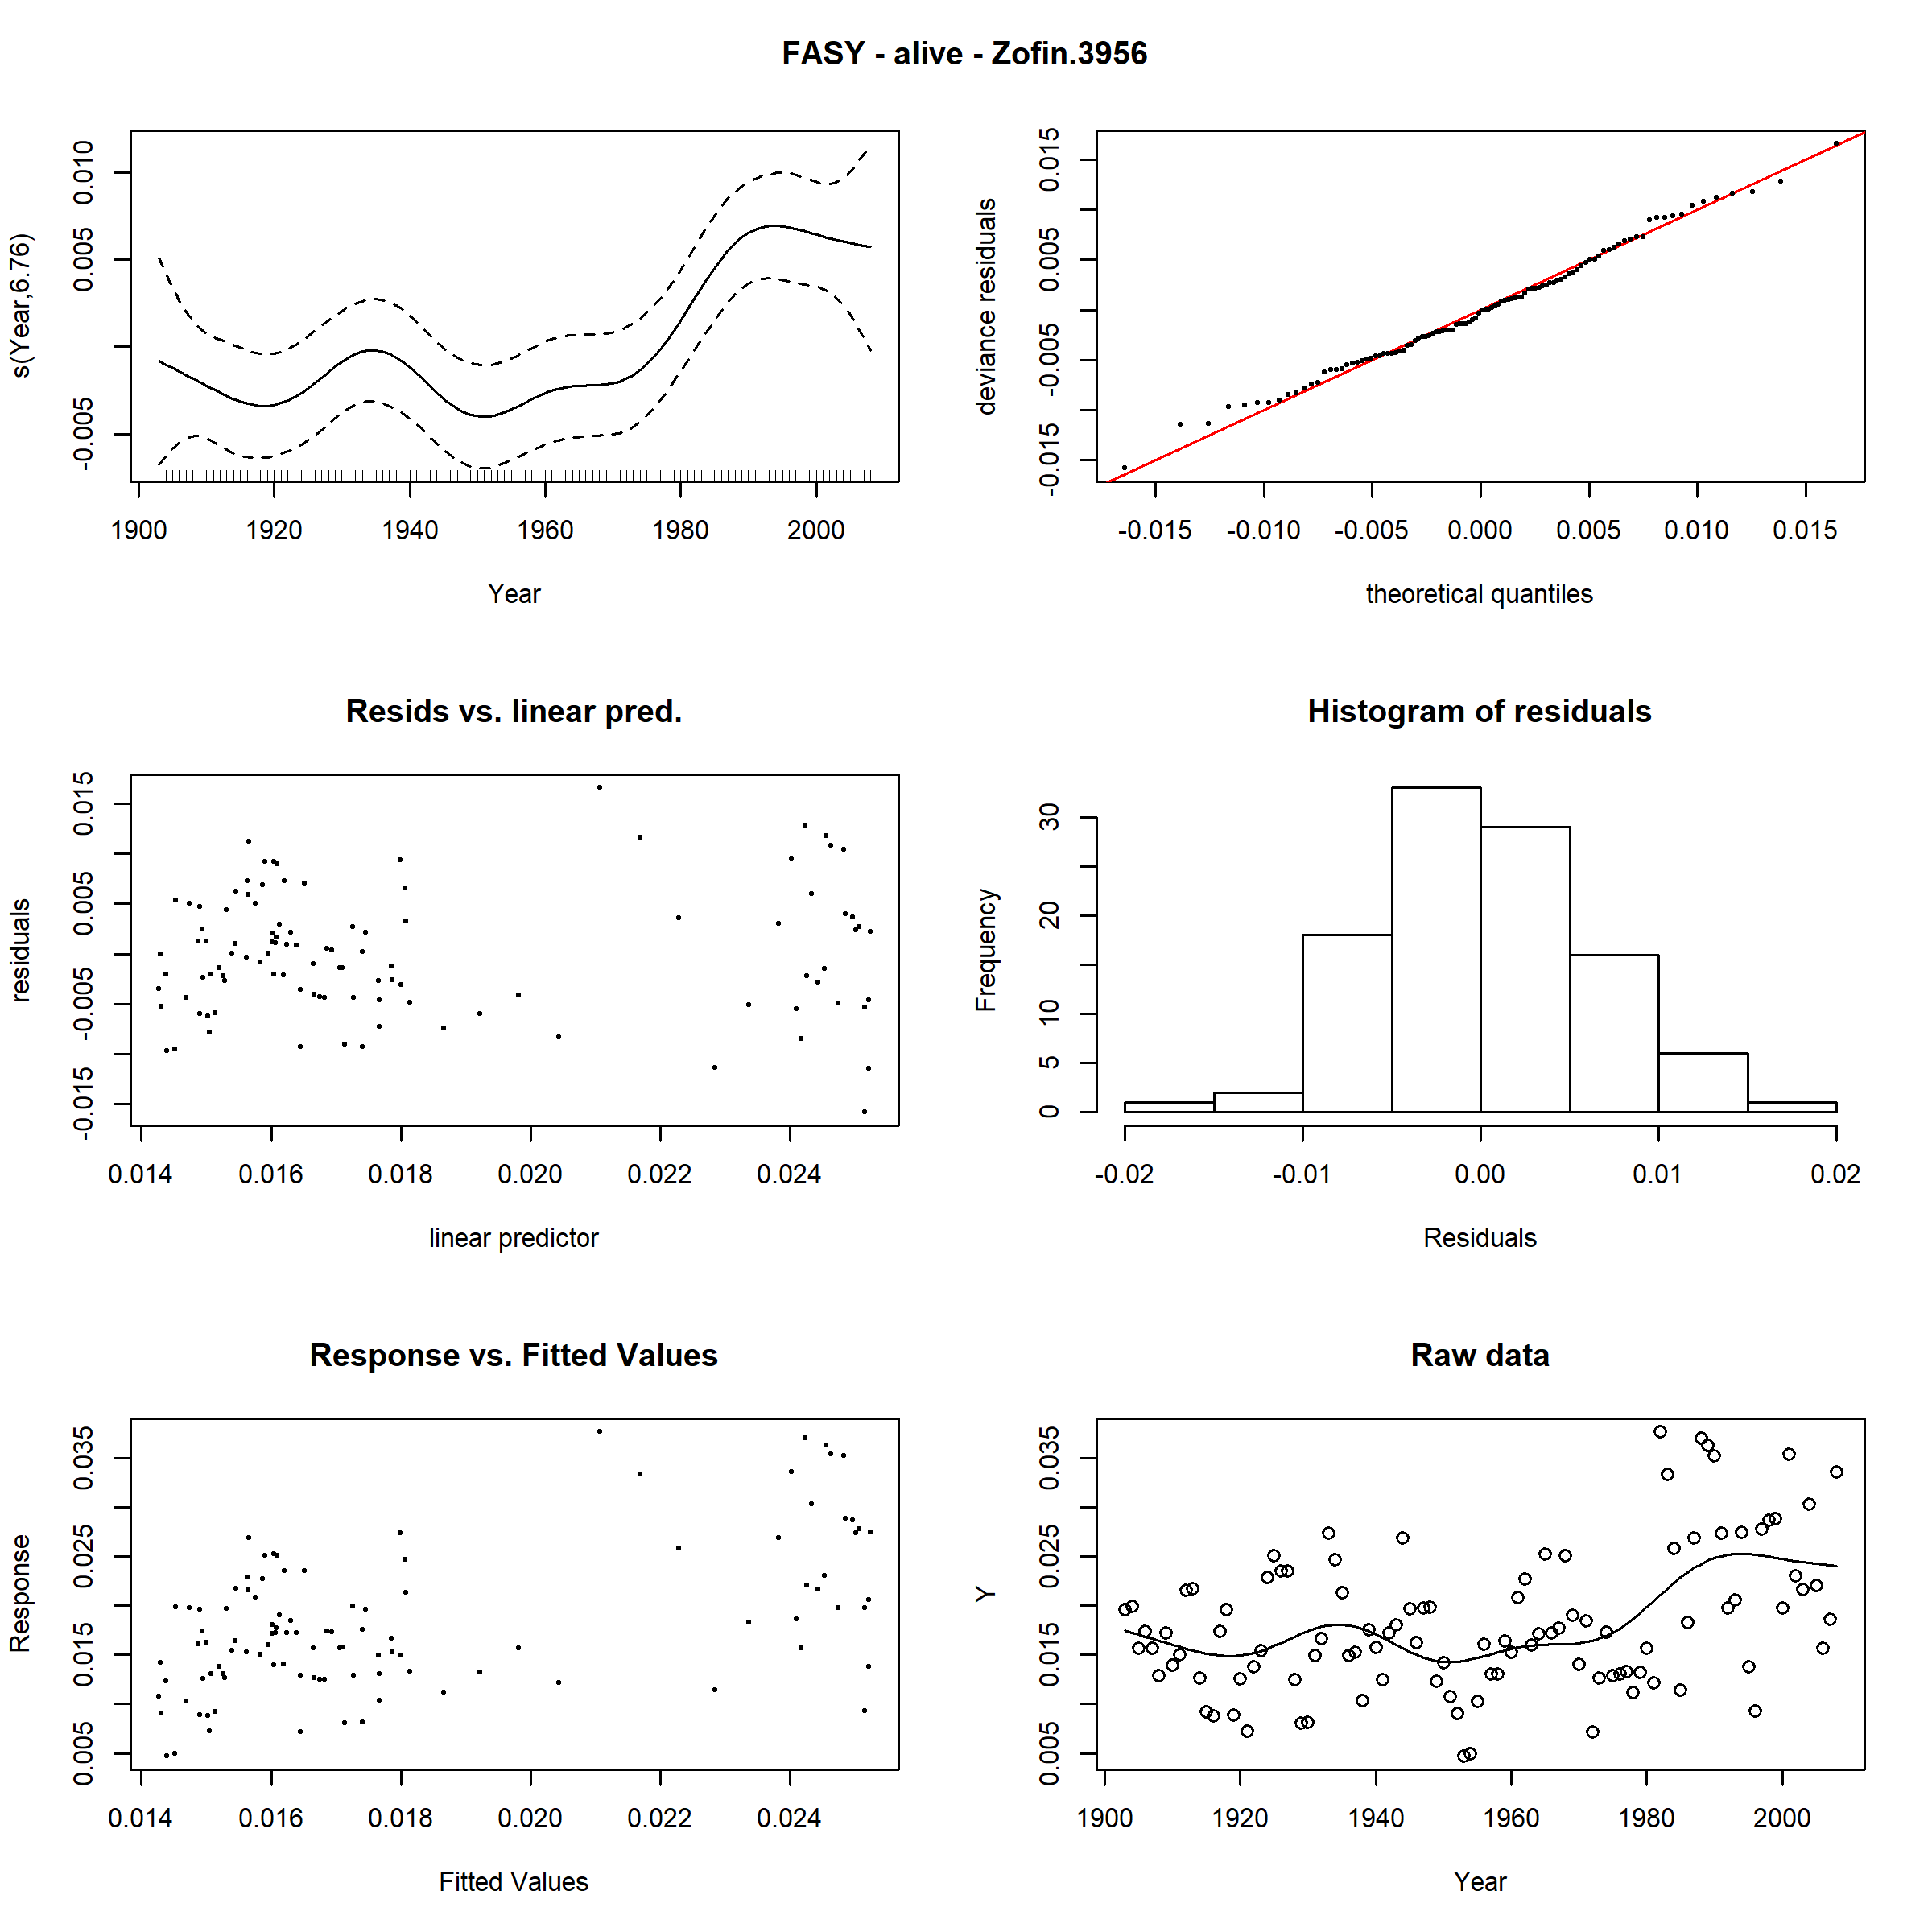 FASY - alive - Zofin.3956
s(Year,6.76)
-0.005
0.005
0.010
1900 1920 1940 1960 1980 2000
Year
deviance residuals
-0.015
-0.005
0.005
0.015
-0.015 -0.010 -0.005 0.000 0.005 0.010 0.015
theoretical quantiles
Resids vs. linear pred.
residuals
-0.015
-0.005
0.005
0.015
0.014 0.016 0.018 0.020 0.022 0.024
linear predictor
Histogram of residuals
Frequency
0
5
10
20
30
-0.02 -0.01 0.00 0.01 0.02
Residuals
Response vs. Fitted Values
Response
0.005
0.015
0.025
0.035
0.014 0.016 0.018 0.020 0.022 0.024
Fitted Values
Raw data
Y
0.005
0.015
0.025
0.035
1900 1920 1940 1960 1980 2000
Year